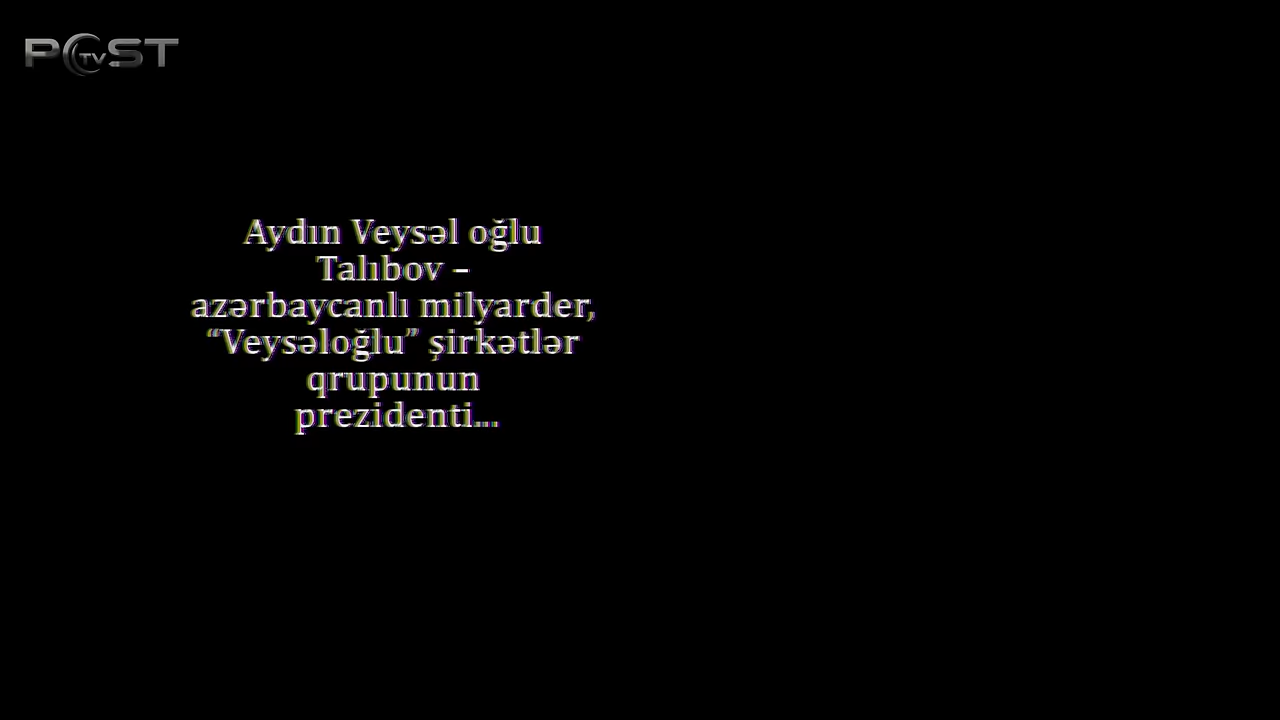 POST
TV
Aydın Veysəl oğlu
Talıbov –
azərbaycanlı milyarder,
“Veysəloğlu” şirkətlər
qrupunun
prezidenti...